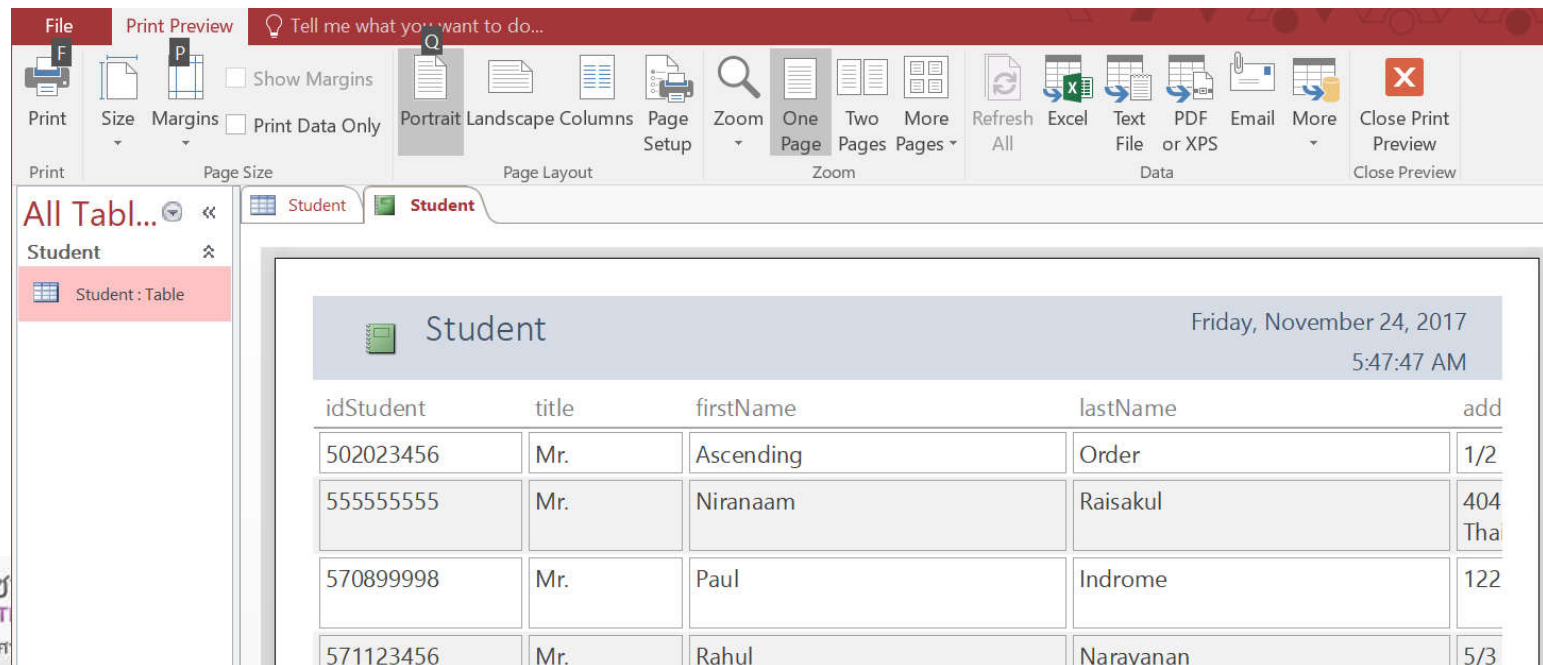 File Print Preview Tell me what you want to do...
F P Q
Show Margins
Print Data Only
Print Size Margins Portrait Landscape Columns Page Setup Zoom One Page Two Pages More Pages Refresh All Excel Text File PDF or XPS Email More Close Print Preview
Print Page Size Page Layout Zoom Data Close Preview
All Tabl... Student Student
Student
Student : Table
Student Friday, November 24, 2017
5:47:47 AM
idStudent title firstName lastName add
502023456 Mr. Ascending Order 1/2
555555555 Mr. Niranaam Raisakul 404
Thai
570899998 Mr. Paul Indrome 122
571123456 Mr. Rahul Narayanan 5/3